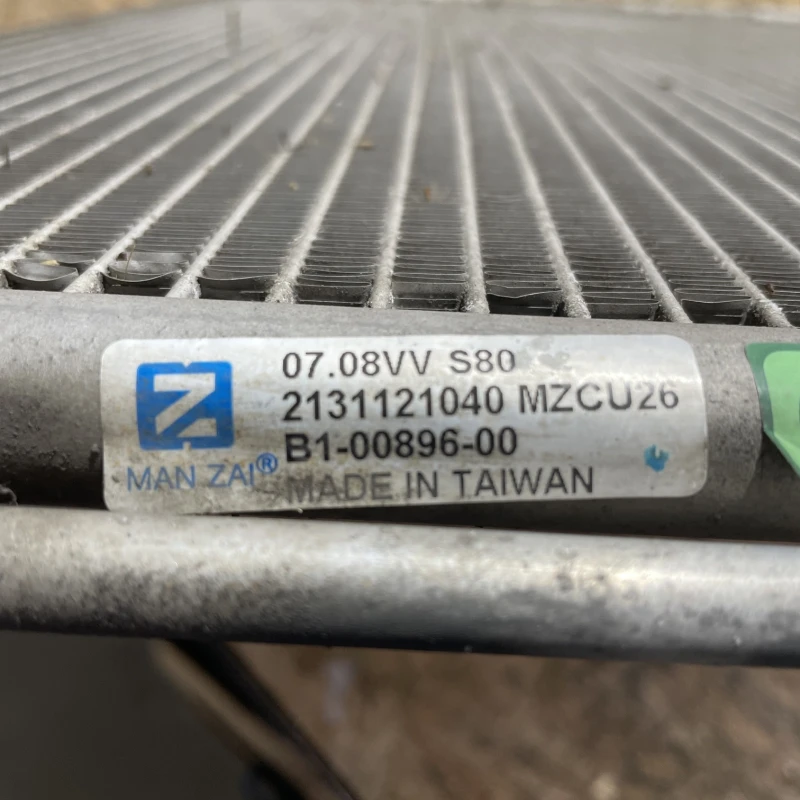 07.08VV S80
2131121040 MZCU26
B1-00896-00
MADE IN TAIWAN
MAN ZAI®